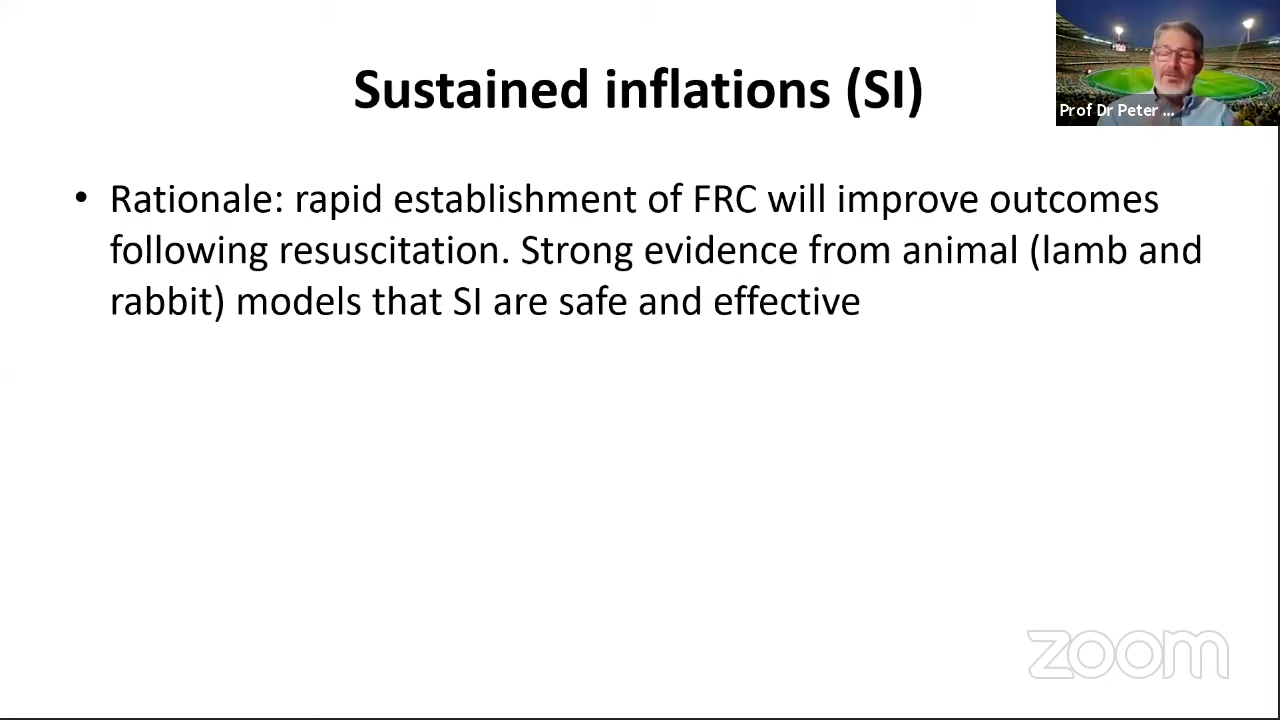 Sustained inflations (SI)
Prof Dr Peter ...
• Rationale: rapid establishment of FRC will improve outcomes
following resuscitation. Strong evidence from animal (lamb and
rabbit) models that SI are safe and effective
zoom